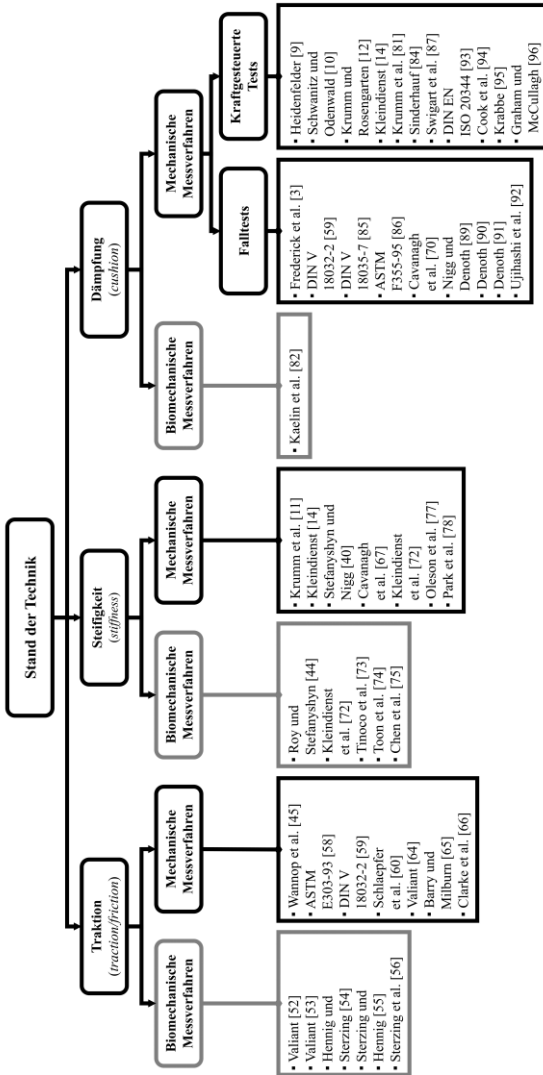 Stand der Technik
Traktion
(traction/friction)
Biomechanische
Messverfahren
▪ Valiant [52]
▪ Valiant [53]
▪ Hennig und
Sterzing [54]
▪ Sterzing und
Hennig [55]
▪ Sterzing et al. [56]
Mechanische
Messverfahren
▪ Wannop et al. [45]
▪ ASTM
E303-93 [58]
▪ DIN V
18032-2 [59]
▪ Schlaepfer
et al. [60]
▪ Valiant [64]
▪ Barry und
Milburn [65]
▪ Clarke et al. [66]
Steifigkeit
(stiffness)
Biomechanische
Messverfahren
▪ Roy und
Stefanyshyn [44]
▪ Kleindienst
et al. [72]
▪ Tinoco et al. [73]
▪ Toon et al. [74]
▪ Chen et al. [75]
Mechanische
Messverfahren
▪ Krumm et al. [11]
▪ Kleindienst [14]
▪ Stefanyshyn und
Nigg [40]
▪ Cavanagh
et al. [67]
▪ Kleindienst
et al. [72]
▪ Oleson et al. [77]
▪ Park et al. [78]
Dämpfung
(cushion)
Biomechanische
Messverfahren
▪ Kaelin et al. [82]
Mechanische
Messverfahren
Falltests
▪ Frederick et al. [3]
▪ DIN V
18032-2 [59]
▪ DIN V
18035-7 [85]
▪ ASTM
F355-95 [86]
▪ Cavanagh
et al. [70]
▪ Nigg und
Denoth [89]
▪ Denoth [90]
▪ Denoth [91]
▪ Ujihashi et al. [92]
Kraftgesteuerte
Tests
▪ Heidenfelder [9]
▪ Schwanitz und
Odenwald [10]
▪ Krumm und
Rosengarten [12]
▪ Kleindienst [14]
▪ Krumm et al. [81]
▪ Sinderhauf [84]
▪ Swigart et al. [87]
▪ DIN EN
ISO 20344 [93]
▪ Cook et al. [94]
▪ Krabbe [95]
▪ Graham und
McCullagh [96]